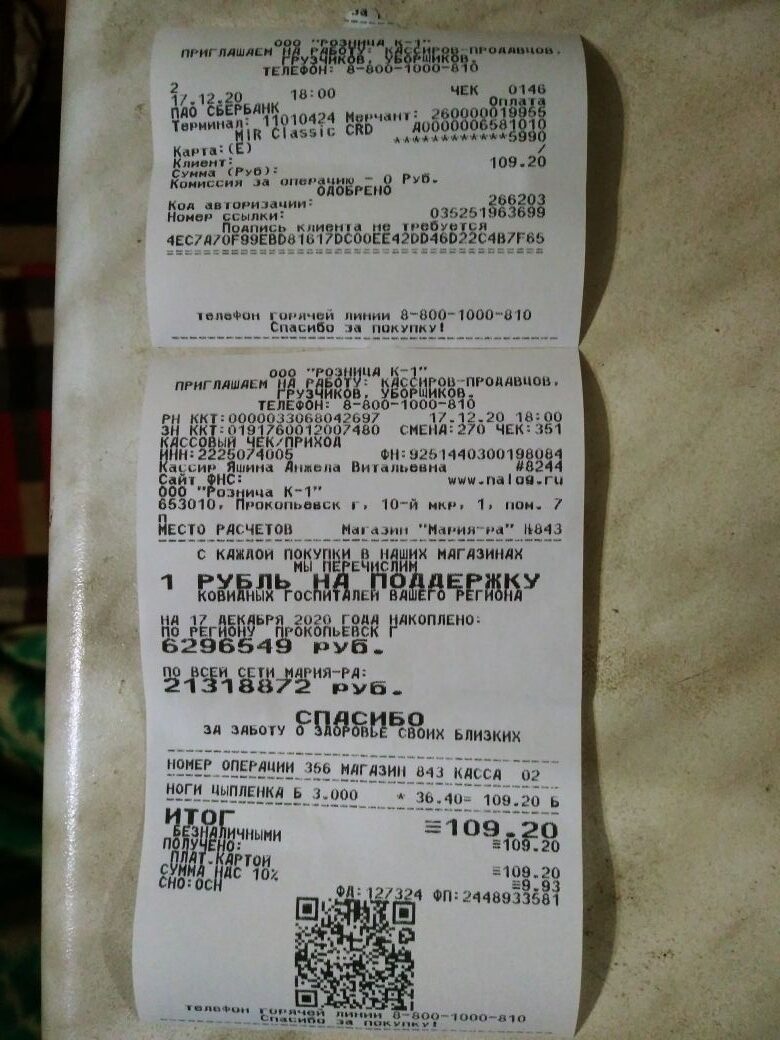 ООО "РОЗНИЦА К-1"
ПРИГЛАШАЕМ НА РАБОТУ: КАССИРОВ-ПРОДАВЦОВ,
ГРУЗЧИКОВ, УБОРЩИКОВ.
ТЕЛЕФОН: 8-800-1000-810
2 ЧЕК 0146
17.12.20 18:00 Оплата
ПАО СБЕРБАНК
Терминал: 11010424 Мерчант: 260000019955
MIR Classic CRD A0000006581010
Карта:(E) ************5990
Клиент: /
Сумма (Руб): 109.20
Комиссия за операцию - 0 Руб.
ОДОБРЕНО
Код авторизации: 266203
Номер ссылки: 035251963699
Подпись клиента не требуется
4EC7A70F99EBD81617DC00EE42DD46D22C4B7F65
телефон горячей линии 8-800-1000-810
Спасибо за покупку!
ООО "РОЗНИЦА К-1"
ПРИГЛАШАЕМ НА РАБОТУ: КАССИРОВ-ПРОДАВЦОВ,
ГРУЗЧИКОВ, УБОРЩИКОВ.
ТЕЛЕФОН: 8-800-1000-810
РН ККТ:0000033068042697 17.12.20 18:00
ЗН ККТ:0191760012007480 СМЕНА:270 ЧЕК:351
КАССОВЫЙ ЧЕК/ПРИХОД
ИНН:2225074005 ФН:9251440300198084
Кассир Яшина Анжела Витальевна #8244
Сайт ФНС: www.nalog.ru
ООО "Розница К-1"
653010, Прокопьевск г, 10-й мкр, 1, пом. 7
п
МЕСТО РАСЧЕТОВ Магазин "Мария-ра" №843
С КАЖДОЙ ПОКУПКИ В НАШИХ МАГАЗИНАХ
МЫ ПЕРЕЧИСЛИМ
1 РУБЛЬ НА ПОДДЕРЖКУ
КОВИДНЫХ ГОСПИТАЛЕЙ ВАШЕГО РЕГИОНА
НА 17 ДЕКАБРЯ 2020 ГОДА НАКОПЛЕНО:
ПО РЕГИОНУ ПРОКОПЬЕВСК Г
6296549 руб.
ПО ВСЕЙ СЕТИ МАРИЯ-РА:
21318872 руб.
СПАСИБО
ЗА ЗАБОТУ О ЗДОРОВЬЕ СВОИХ БЛИЗКИХ
НОМЕР ОПЕРАЦИИ 356 МАГАЗИН 843 КАССА 02
НОГИ ЦЫПЛЕНКА Б 3.000 * 36.40= 109.20 Б
ИТОГ ≡109.20
БЕЗНАЛИЧНЫМИ ≡109.20
ПОЛУЧЕНО:
ПЛАТ.КАРТОЙ ≡109.20
СУММА НДС 10% ≡9.93
СНО:ОСН ФД:127324 ФП:2448933581
телефон горячей линии 8-800-1000-810
Спасибо за покупку!